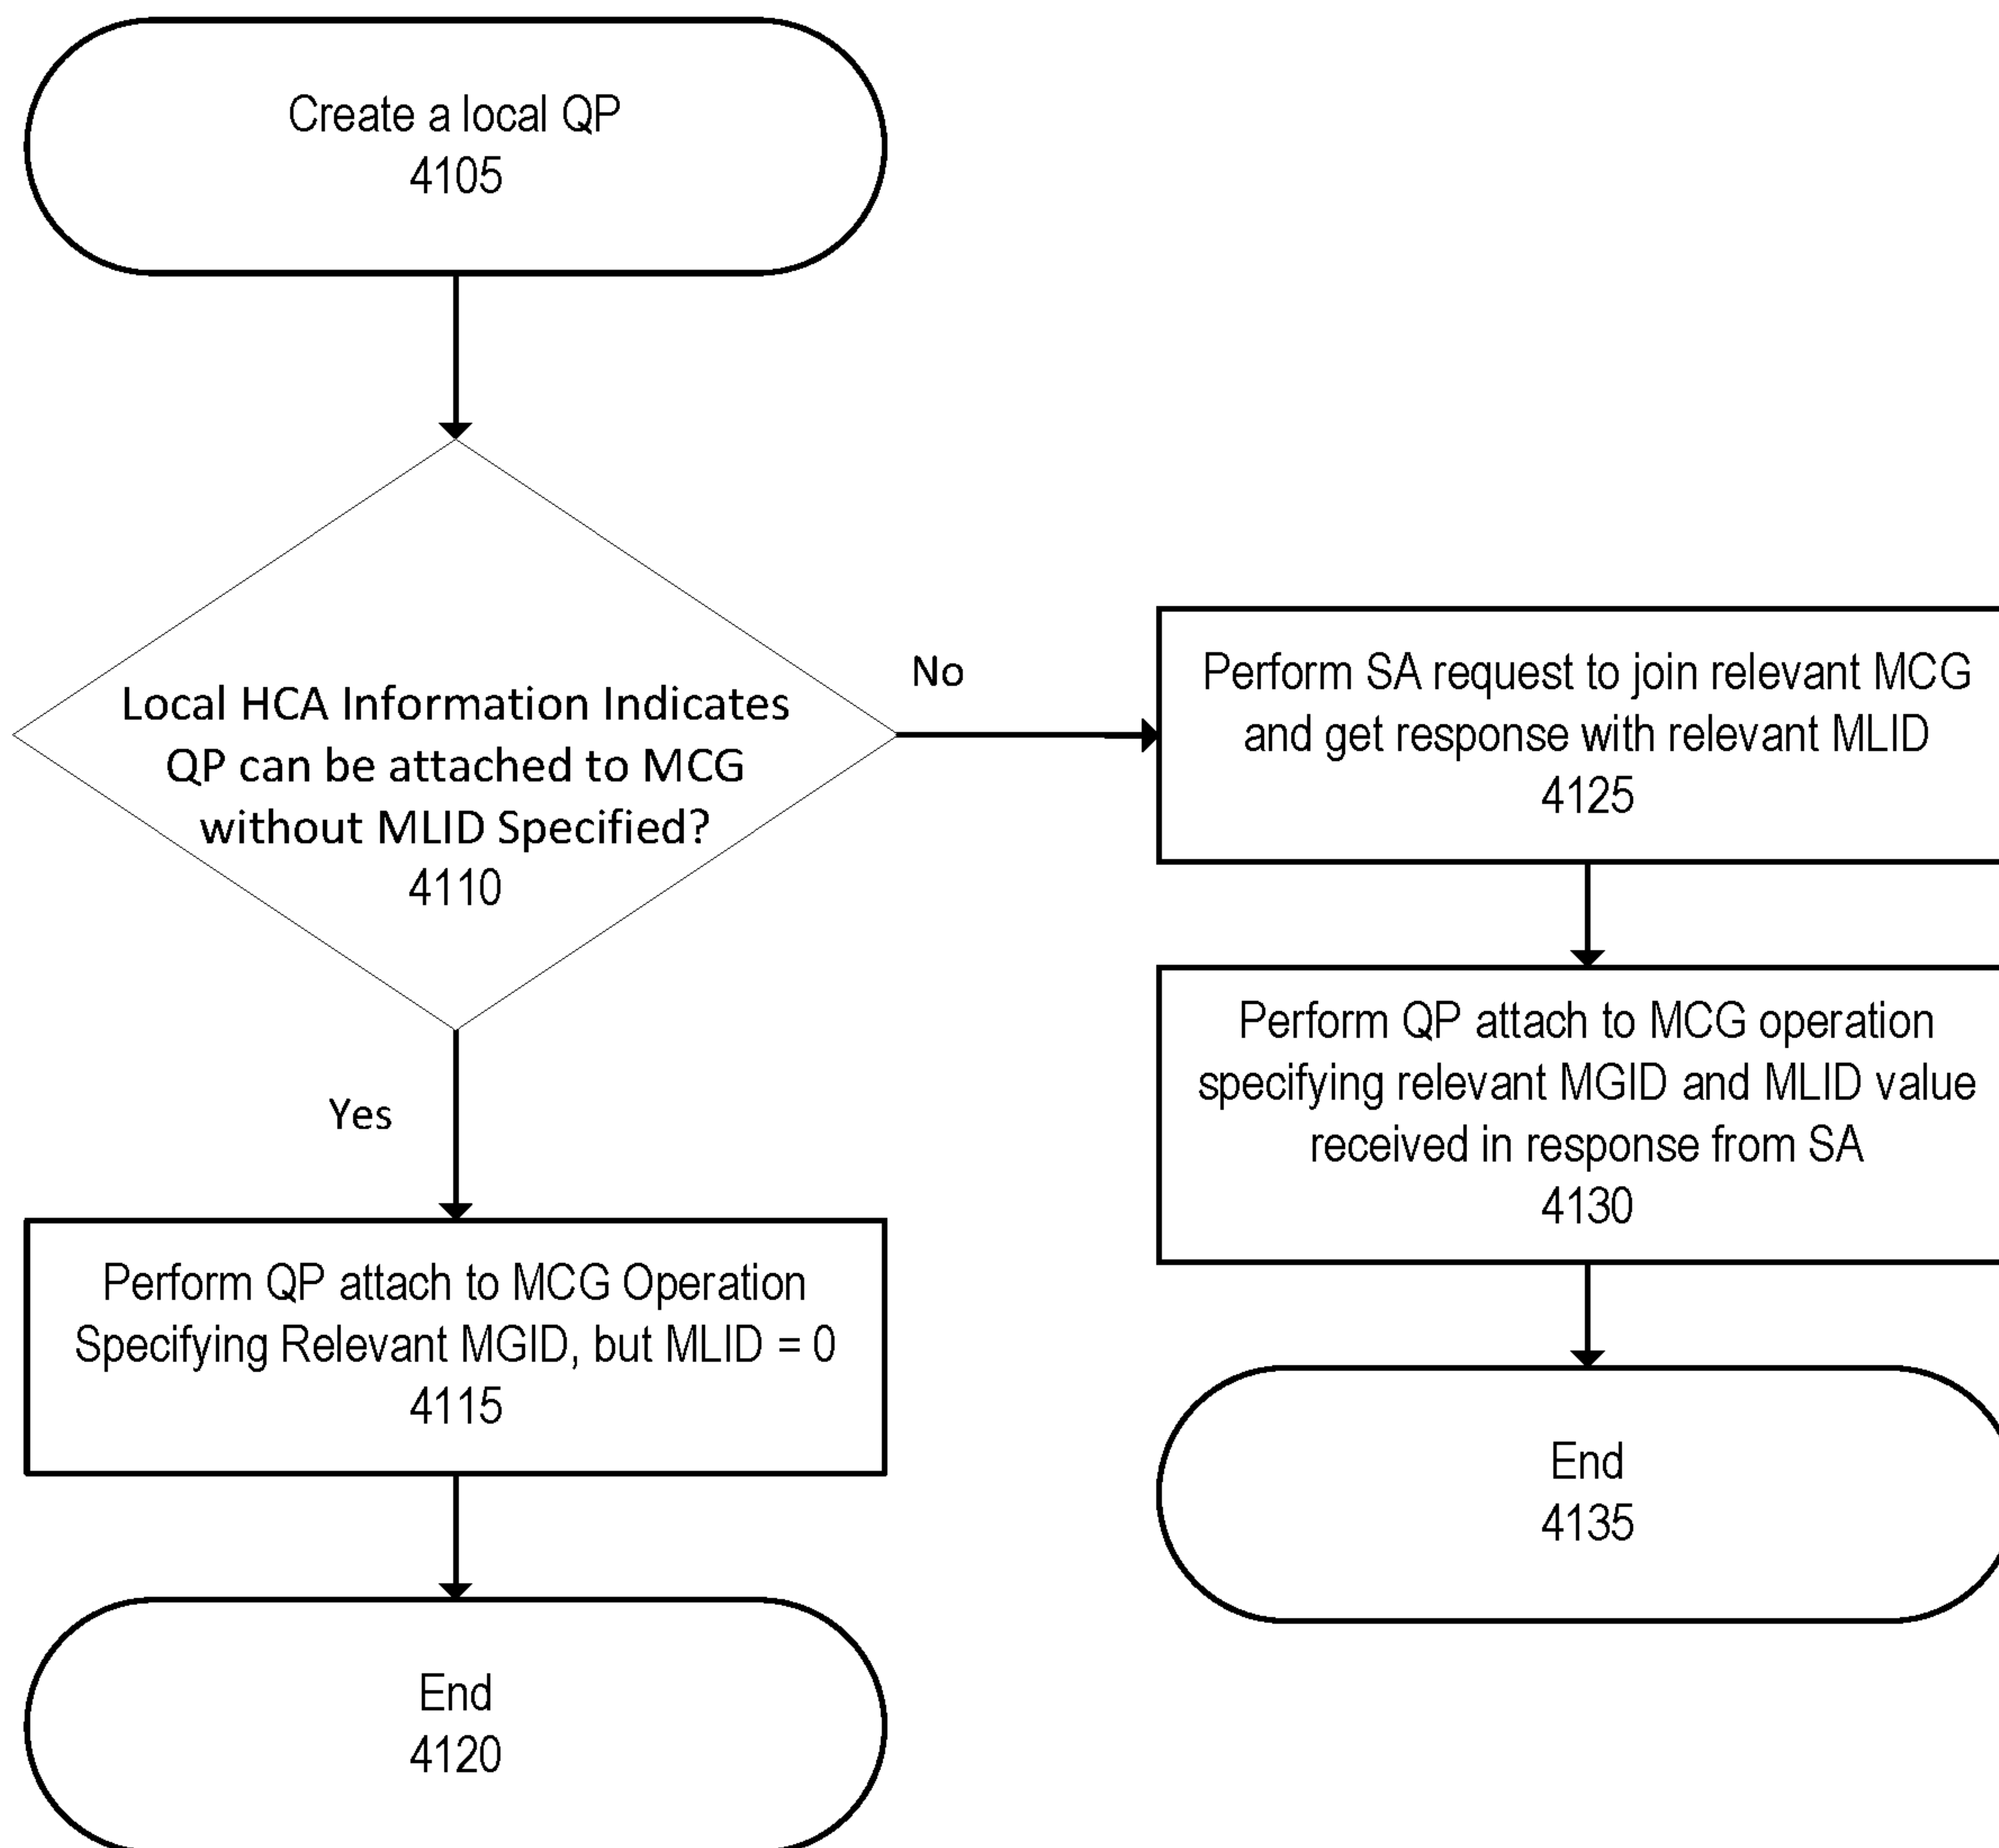 Create a local QP
4105
Local HCA Information Indicates
QP can be attached to MCG
without MLID Specified?
4110
No
Perform SA request to join relevant MCG
and get response with relevant MLID
4125
Perform QP attach to MCG operation
specifying relevant MGID and MLID value
received in response from SA
4130
Yes
Perform QP attach to MCG Operation
Specifying Relevant MGID, but MLID = 0
4115
End
4135
End
4120